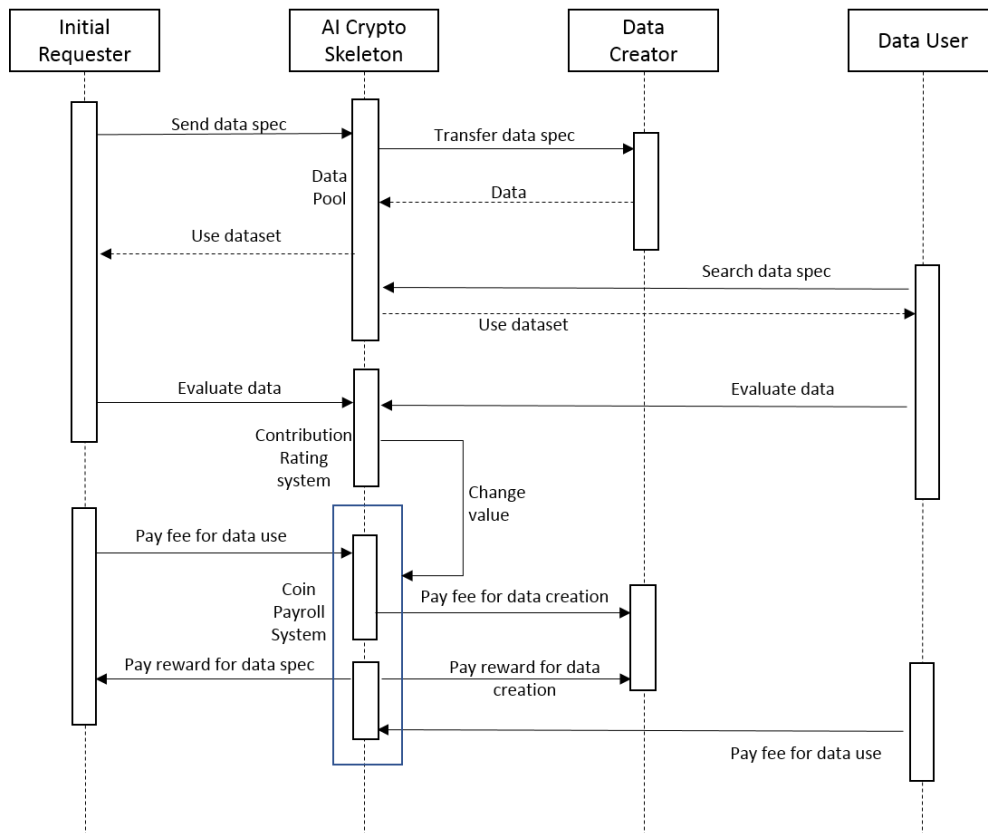 Initial
Requester
AI Crypto
Skeleton
Data
Creator
Data User
Send data spec
Transfer data spec
Data
Pool
Data
Use dataset
Search data spec
Use dataset
Evaluate data
Evaluate data
Contribution
Rating
system
Change
value
Pay fee for data use
Coin
Payroll
System
Pay fee for data creation
Pay reward for data spec
Pay reward for data
creation
Pay fee for data use